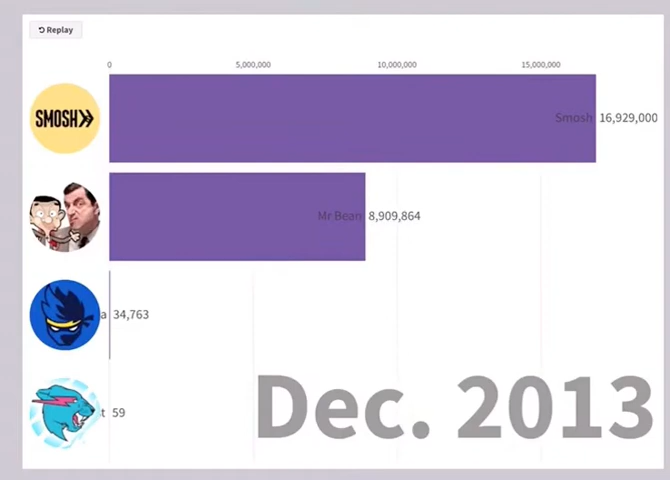 Replay
0 5,000,000 10,000,000 15,000,000
SMOSH
Smosh 16,929,000
Mr Bean 8,909,864
a 34,763
t 59
Dec. 2013